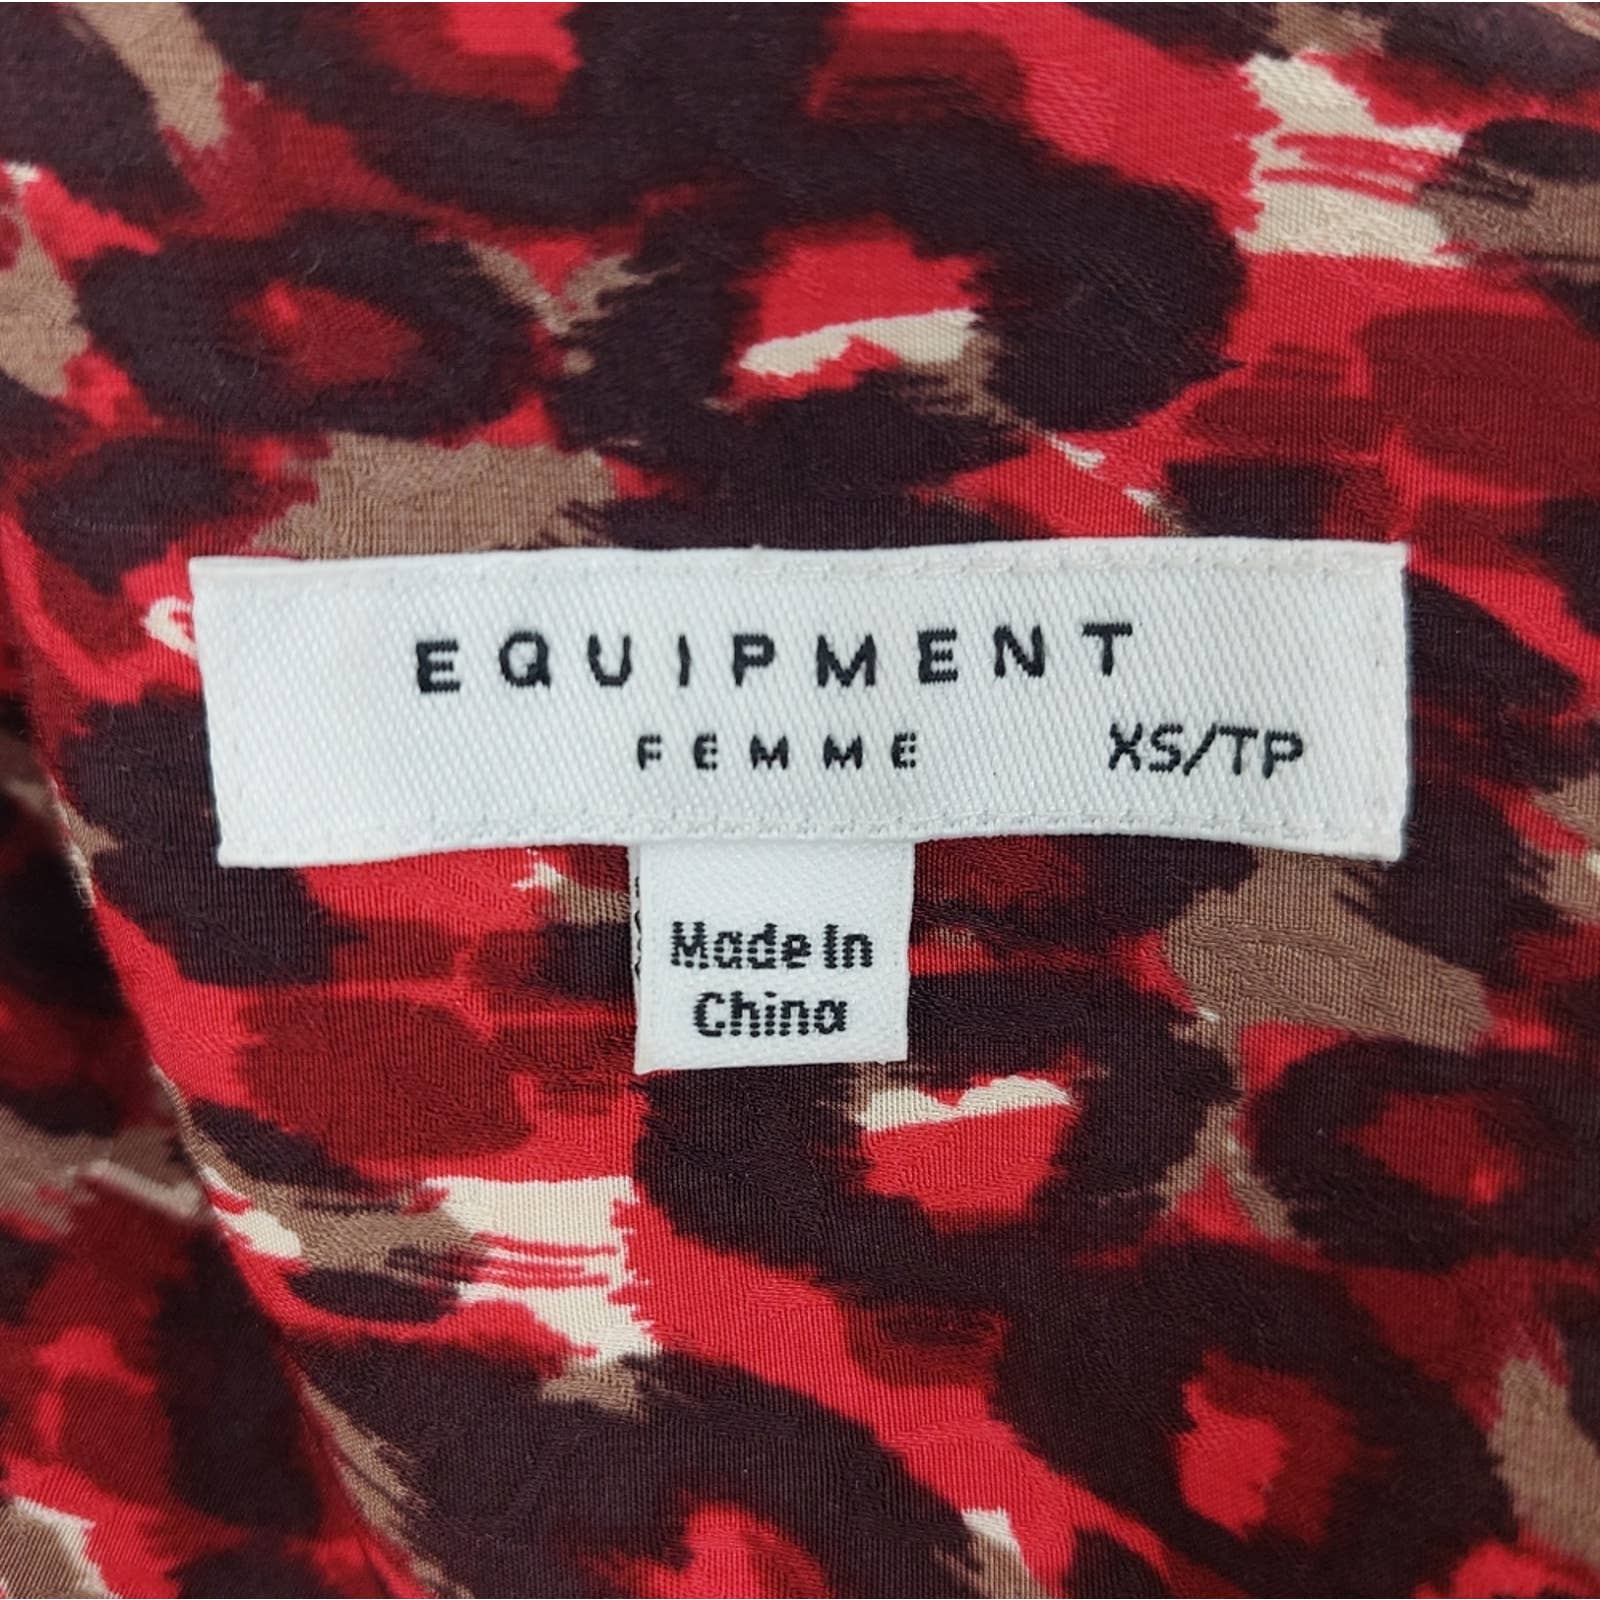 EQUIPMENT
FEMME XS/TP
Made In
China